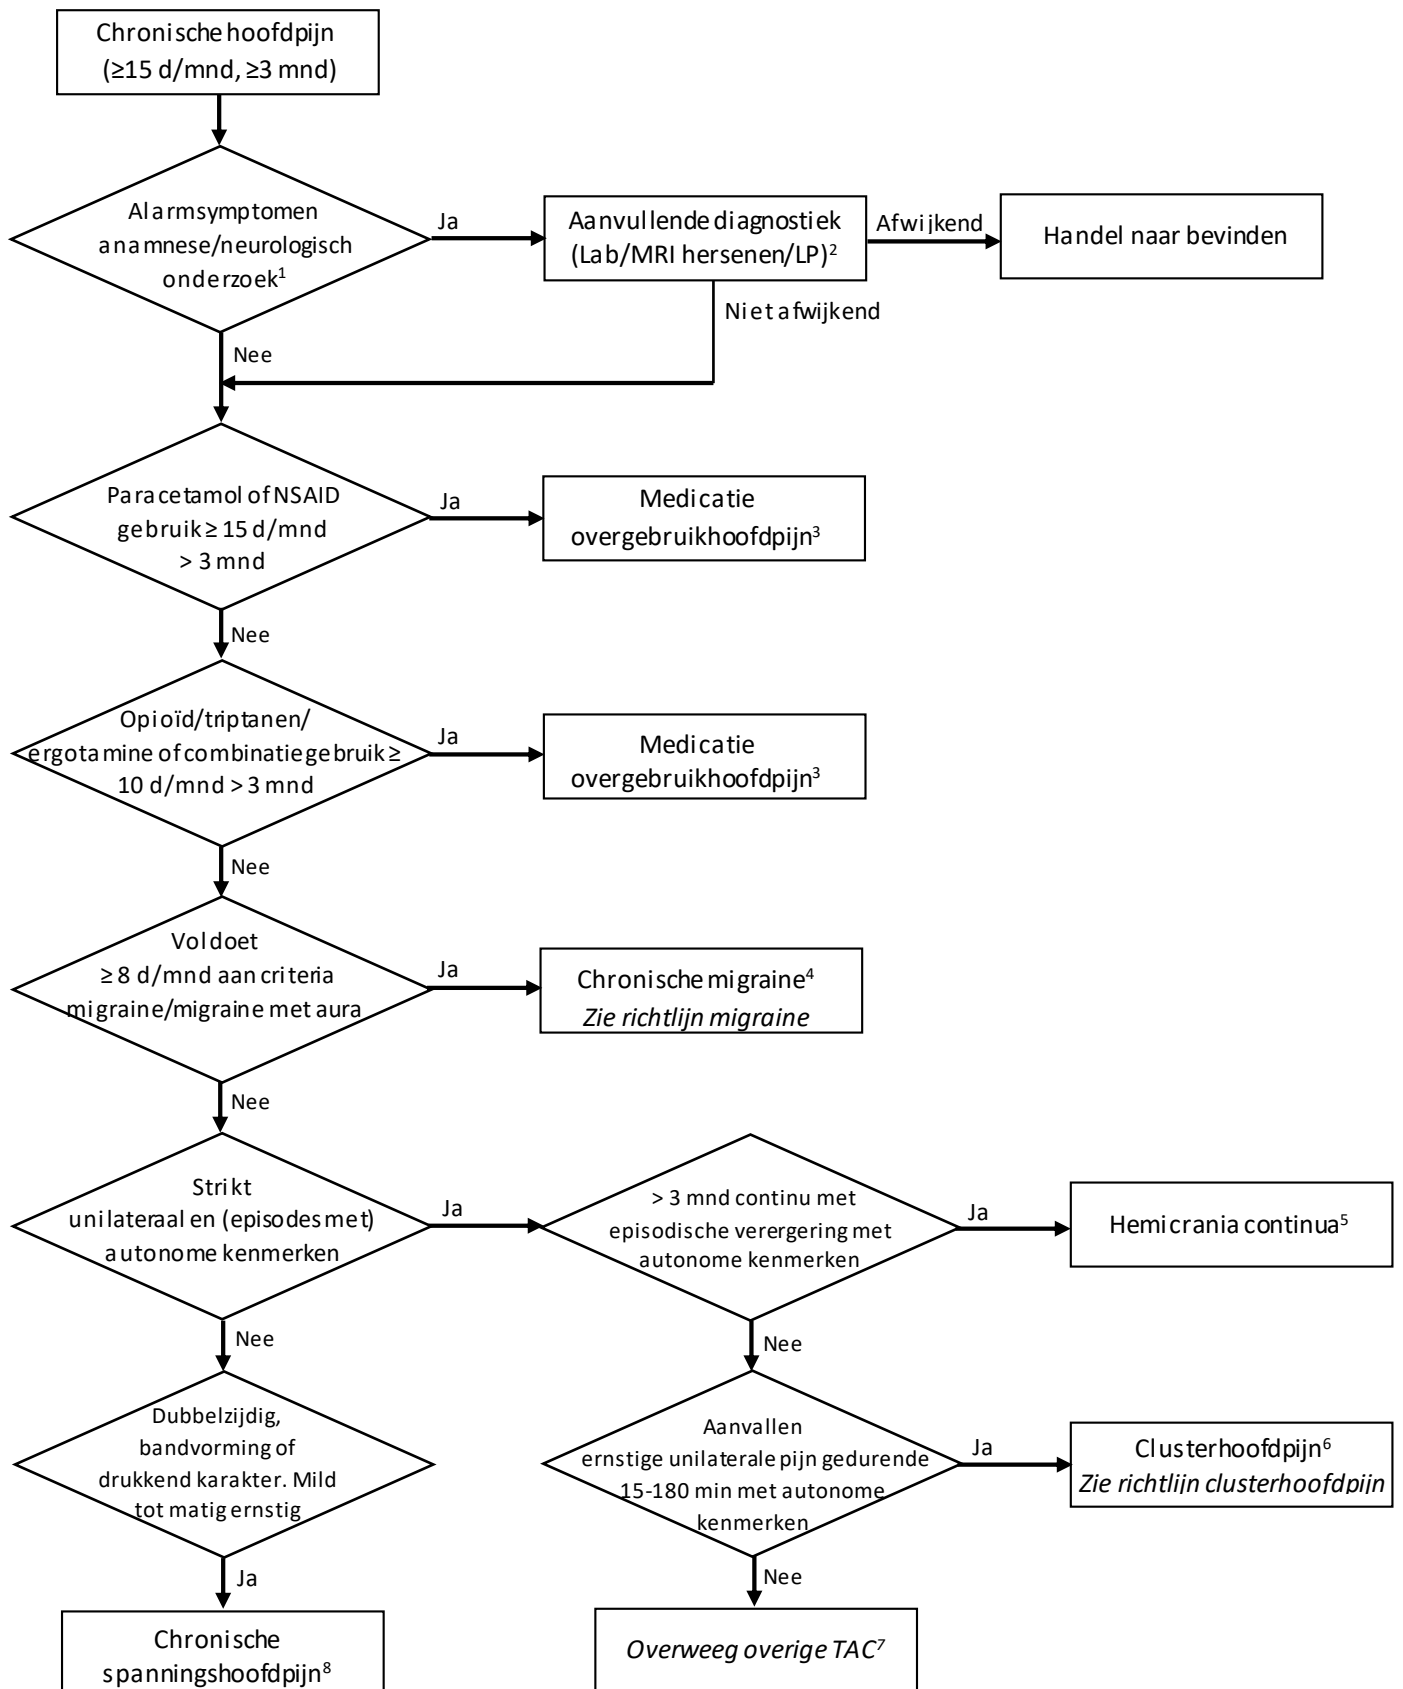 Chronische hoofdpijn
(≥15 d/mnd, ≥3 mnd)
Alarmsymptomen
anamnese/neurologisch
onderzoek¹
Ja
Aanvullende diagnostiek
(Lab/MRI hersenen/LP)²
Afwijkend
Handel naar bevinden
Niet afwijkend
Nee
Paracetamol of NSAID
gebruik ≥ 15 d/mnd
> 3 mnd
Ja
Medicatie
overgebruikhoofdpijn³
Nee
Opioïd/triptanen/
ergotamine of combinatie gebruik ≥
10 d/mnd > 3 mnd
Ja
Medicatie
overgebruikhoofdpijn³
Nee
Voldoet
≥ 8 d/mnd aan criteria
migraine/migraine met aura
Ja
Chronische migraine⁴
Zie richtlijn migraine
Nee
Strikt
unilateraal en (episodes met)
autonome kenmerken
Ja
> 3 mnd continu met
episodische verergering met
autonome kenmerken
Ja
Hemicrania continua⁵
Nee
Nee
Dubbelzijdig,
bandvorming of
drukkend karakter. Mild
tot matig ernstig
Aanvallen
ernstige unilaterale pijn gedurende
15-180 min met autonome
kenmerken
Ja
Clusterhoofdpijn⁶
Zie richtlijn clusterhoofdpijn
Ja
Nee
Chronische
spanningshoofdpijn⁸
Overweeg overige TAC⁷